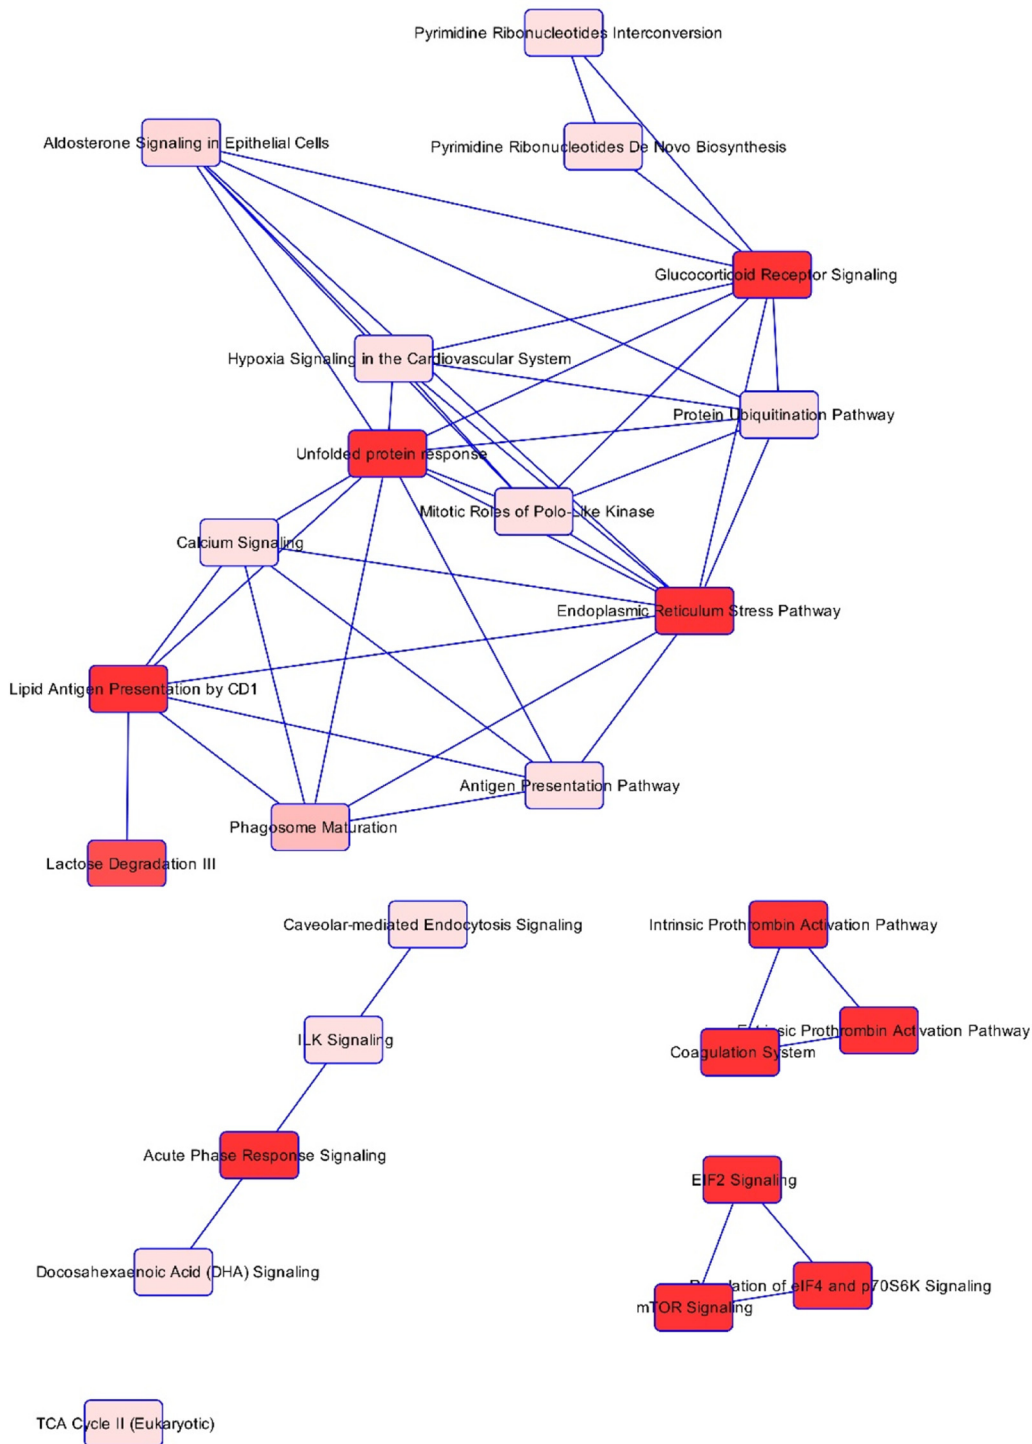 Pyrimidine Ribonucleotides Interconversion
Aldosterone Signaling in Epithelial Cells
Pyrimidine Ribonucleotides De Novo Biosynthesis
Glucocorticoid Receptor Signaling
Hypoxia Signaling in the Cardiovascular System
Protein Ubiquitination Pathway
Unfolded protein response
Mitotic Roles of Polo-Like Kinase
Calcium Signaling
Endoplasmic Reticulum Stress Pathway
Lipid Antigen Presentation by CD1
Antigen Presentation Pathway
Phagosome Maturation
Lactose Degradation III
Caveolar-mediated Endocytosis Signaling
Intrinsic Prothrombin Activation Pathway
ILK Signaling
Extrinsic Prothrombin Activation Pathway
Coagulation System
Acute Phase Response Signaling
EIF2 Signaling
Docosahexaenoic Acid (DHA) Signaling
Regulation of eIF4 and p70S6K Signaling
mTOR Signaling
TCA Cycle II (Eukaryotic)